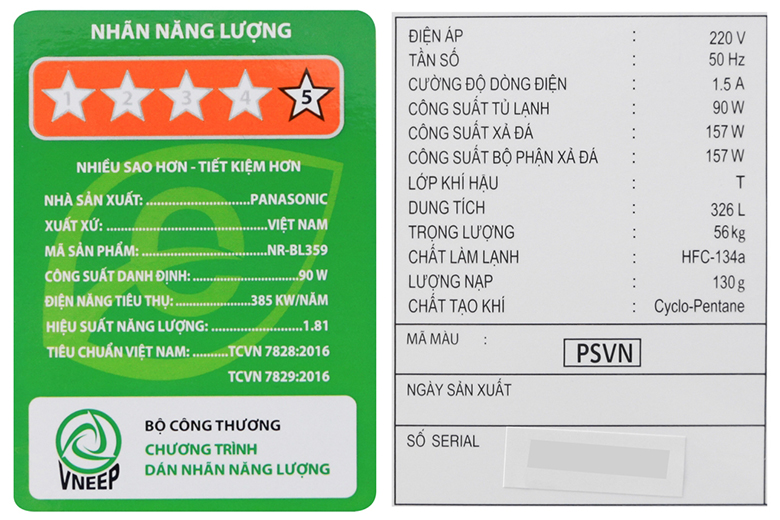 NHÃN NĂNG LƯỢNG
1 2 3 4 5
NHIỀU SAO HƠN - TIẾT KIỆM HƠN
NHÀ SẢN XUẤT:..........................PANASONIC
XUẤT XỨ: ........................................VIỆT NAM
MÃ SẢN PHẨM:............................NR-BL359
CÔNG SUẤT DANH ĐỊNH:...........................90 W
ĐIỆN NĂNG TIÊU THỤ:...................385 KW/NĂM
HIỆU SUẤT NĂNG LƯỢNG:........................1.81
TIÊU CHUẨN VIỆT NAM: ..........TCVN 7828:2016
TCVN 7829:2016
VNEEP
BỘ CÔNG THƯƠNG
CHƯƠNG TRÌNH
DÁN NHÃN NĂNG LƯỢNG
ĐIỆN ÁP : 220 V
TẦN SỐ : 50 Hz
CƯỜNG ĐỘ DÒNG ĐIỆN : 1.5 A
CÔNG SUẤT TỦ LẠNH : 90 W
CÔNG SUẤT XẢ ĐÁ : 157 W
CÔNG SUẤT BỘ PHẬN XẢ ĐÁ : 157 W
LỚP KHÍ HẬU : T
DUNG TÍCH : 326 L
TRỌNG LƯỢNG : 56 kg
CHẤT LÀM LẠNH : HFC-134a
LƯỢNG NẠP : 130 g
CHẤT TẠO KHÍ : Cyclo-Pentane
MÃ MÀU : PSVN
NGÀY SẢN XUẤT
SỐ SERIAL